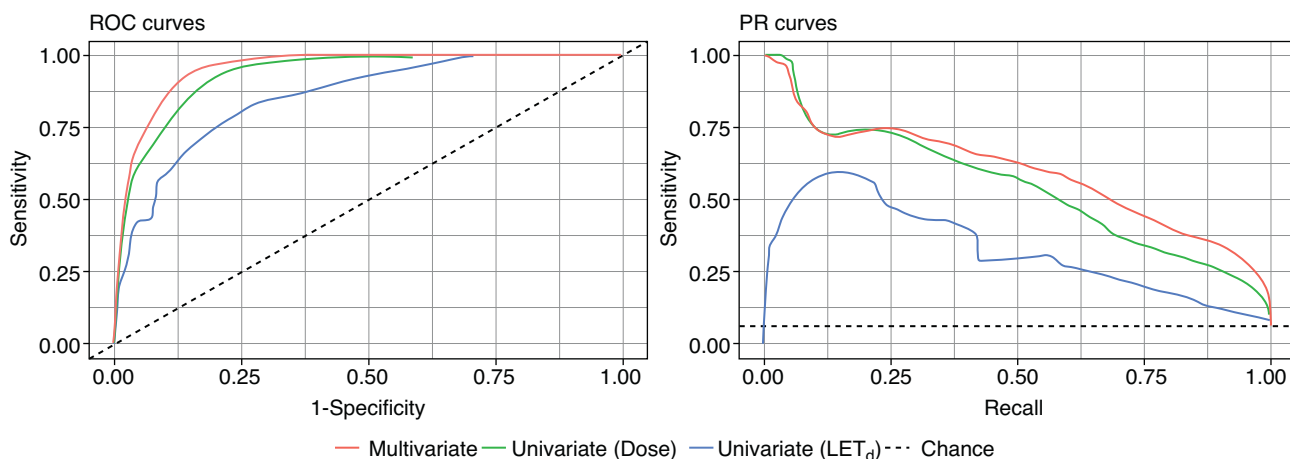 ROC curves
1.00
0.75
0.50
0.25
0.00
Sensitivity
0.00 0.25 0.50 0.75 1.00
1-Specificity
PR curves
1.00
0.75
0.50
0.25
0.00
Sensitivity
0.00 0.25 0.50 0.75 1.00
Recall
Multivariate Univariate (Dose) Univariate (LETd) Chance